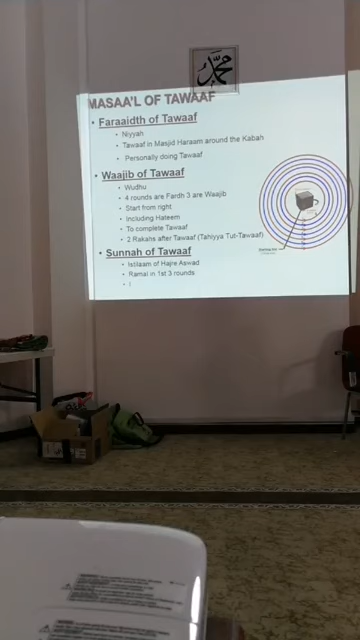 محمد
MASAA'L OF TAWAAF
• Faraaidth of Tawaaf
• Niyyah
• Tawaaf in Masjid Haraam around the Kabah
• Personally doing Tawaaf
• Waajib of Tawaaf
• Wudhu
• 4 rounds are Fardh 3 are Waajib
• Start from right
• Including Hateem
• To complete Tawaaf
• 2 Rakahs after Tawaaf (Tahiyya Tut-Tawaaf)
• Sunnah of Tawaaf
• Istilaam of Hajre Aswad
• Ramal in 1st 3 rounds